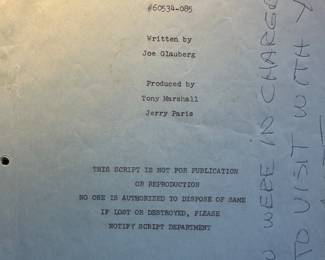 #60534-085
Written by
Joe Glauberg
Produced by
Tony Marshall
Jerry Paris
THIS SCRIPT IS NOT FOR PUBLICATION
OR REPRODUCTION
NO ONE IS AUTHORIZED TO DISPOSE OF SAME
IF LOST OR DESTROYED, PLEASE
NOTIFY SCRIPT DEPARTMENT
WERE IN CHARGE
TO VISIT WITH